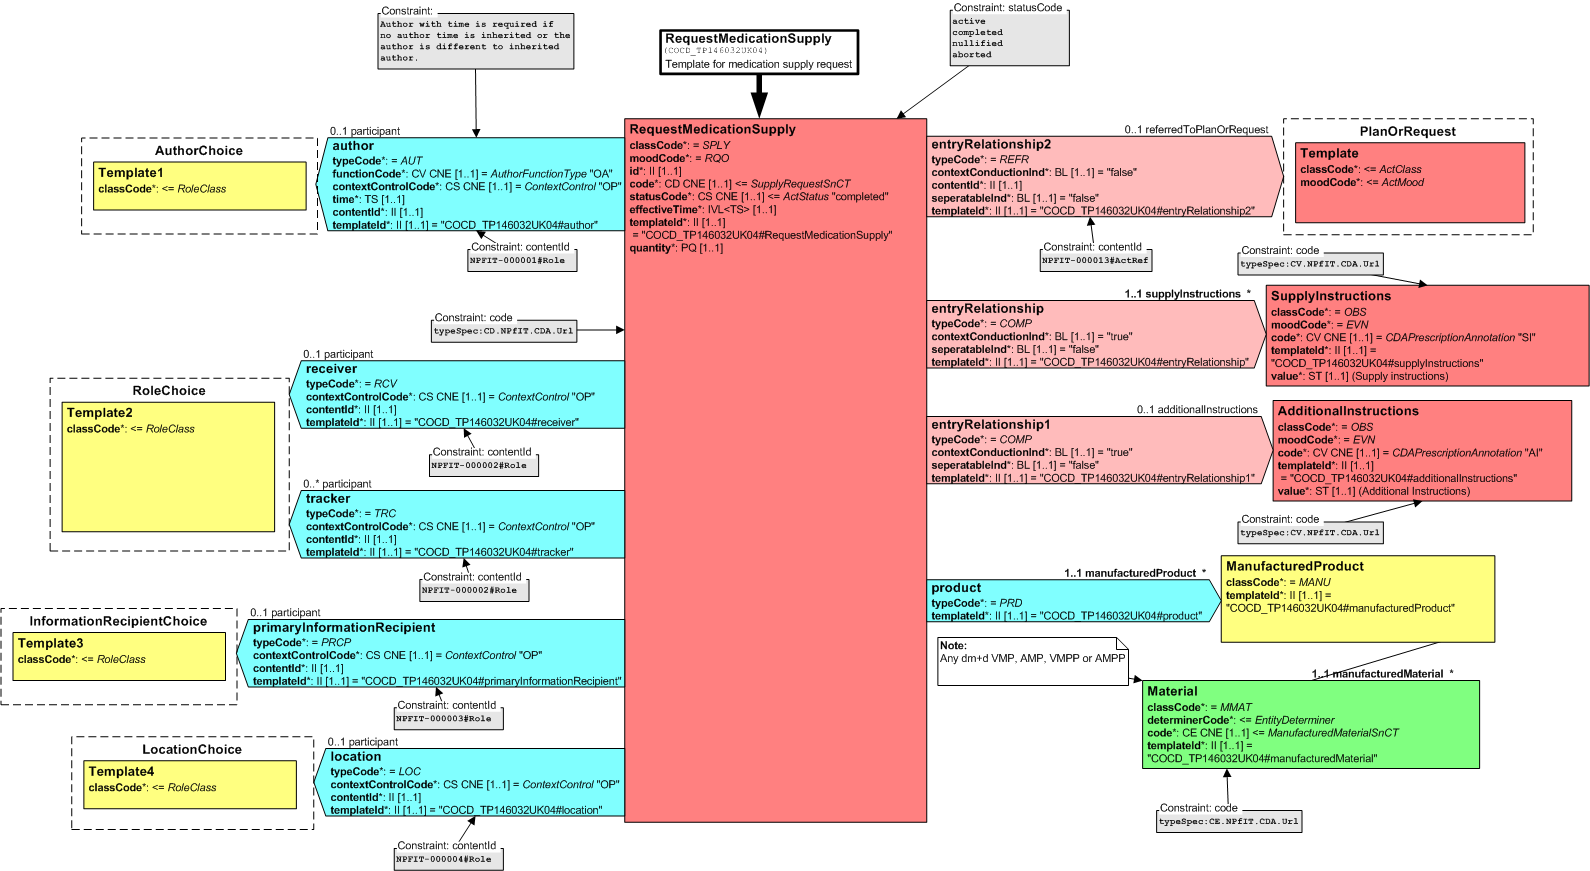 Constraint:
Author with time is required if
no author time is inherited or the
author is different to inherited
author.
RequestMedicationSupply
(COCD_TP146032UK04)
Template for medication supply request
Constraint: statusCode
active
completed
nullified
aborted
AuthorChoice
Template1
classCode*: <= RoleClass
0..1 participant
author
typeCode*: = AUT
functionCode*: CV CNE [1..1] = AuthorFunctionType "OA"
contextControlCode*: CS CNE [1..1] = ContextControl "OP"
time*: TS [1..1]
contentId*: II [1..1]
templateId*: II [1..1] = "COCD_TP146032UK04#author"
Constraint: contentId
NPFIT-000001#Role
Constraint: code
typeSpec:CD.NPfIT.CDA.Url
RequestMedicationSupply
classCode*: = SPLY
moodCode*: = RQO
id*: II [1..1]
code*: CD CNE [1..1] <= SupplyRequestSnCT
statusCode*: CS CNE [1..1] <= ActStatus "completed"
effectiveTime*: IVL<TS> [1..1]
templateId*: II [1..1]
= "COCD_TP146032UK04#RequestMedicationSupply"
quantity*: PQ [1..1]
0..1 referredToPlanOrRequest
entryRelationship2
typeCode*: = REFR
contextConductionInd*: BL [1..1] = "false"
contentId*: II [1..1]
seperatableInd*: BL [1..1] = "false"
templateId*: II [1..1] = "COCD_TP146032UK04#entryRelationship2"
Constraint: contentId
NPFIT-000013#ActRef
PlanOrRequest
Template
classCode*: <= ActClass
moodCode*: <= ActMood
Constraint: code
typeSpec:CV.NPfIT.CDA.Url
1..1 supplyInstructions *
entryRelationship
typeCode*: = COMP
contextConductionInd*: BL [1..1] = "true"
seperatableInd*: BL [1..1] = "false"
templateId*: II [1..1] = "COCD_TP146032UK04#entryRelationship"
SupplyInstructions
classCode*: = OBS
moodCode*: = EVN
code*: CV CNE [1..1] = CDAPrescriptionAnnotation "SI"
templateId*: II [1..1] =
"COCD_TP146032UK04#supplyInstructions"
value*: ST [1..1] (Supply instructions)
RoleChoice
Template2
classCode*: <= RoleClass
0..1 participant
receiver
typeCode*: = RCV
contextControlCode*: CS CNE [1..1] = ContextControl "OP"
contentId*: II [1..1]
templateId*: II [1..1] = "COCD_TP146032UK04#receiver"
Constraint: contentId
NPFIT-000002#Role
0..* participant
tracker
typeCode*: = TRC
contextControlCode*: CS CNE [1..1] = ContextControl "OP"
contentId*: II [1..1]
templateId*: II [1..1] = "COCD_TP146032UK04#tracker"
Constraint: contentId
NPFIT-000002#Role
0..1 additionalInstructions
entryRelationship1
typeCode*: = COMP
contextConductionInd*: BL [1..1] = "true"
seperatableInd*: BL [1..1] = "false"
templateId*: II [1..1] = "COCD_TP146032UK04#entryRelationship1"
AdditionalInstructions
classCode*: = OBS
moodCode*: = EVN
code*: CV CNE [1..1] = CDAPrescriptionAnnotation "AI"
templateId*: II [1..1]
= "COCD_TP146032UK04#additionalInstructions"
value*: ST [1..1] (Additional Instructions)
Constraint: code
typeSpec:CV.NPfIT.CDA.Url
InformationRecipientChoice
Template3
classCode*: <= RoleClass
0..1 participant
primaryInformationRecipient
typeCode*: = PRCP
contextControlCode*: CS CNE [1..1] = ContextControl "OP"
contentId*: II [1..1]
templateId*: II [1..1] = "COCD_TP146032UK04#primaryInformationRecipient"
Constraint: contentId
NPFIT-000003#Role
1..1 manufacturedProduct *
product
typeCode*: = PRD
templateId*: II [1..1] = "COCD_TP146032UK04#product"
ManufacturedProduct
classCode*: = MANU
templateId*: II [1..1] =
"COCD_TP146032UK04#manufacturedProduct"
Note:
Any dm+d VMP, AMP, VMPP or AMPP
1..1 manufacturedMaterial *
Material
classCode*: = MMAT
determinerCode*: <= EntityDeterminer
code*: CE CNE [1..1] <= ManufacturedMaterialSnCT
templateId*: II [1..1] =
"COCD_TP146032UK04#manufacturedMaterial"
Constraint: code
typeSpec:CE.NPfIT.CDA.Url
LocationChoice
Template4
classCode*: <= RoleClass
0..1 participant
location
typeCode*: = LOC
contextControlCode*: CS CNE [1..1] = ContextControl "OP"
contentId*: II [1..1]
templateId*: II [1..1] = "COCD_TP146032UK04#location"
Constraint: contentId
NPFIT-000004#Role